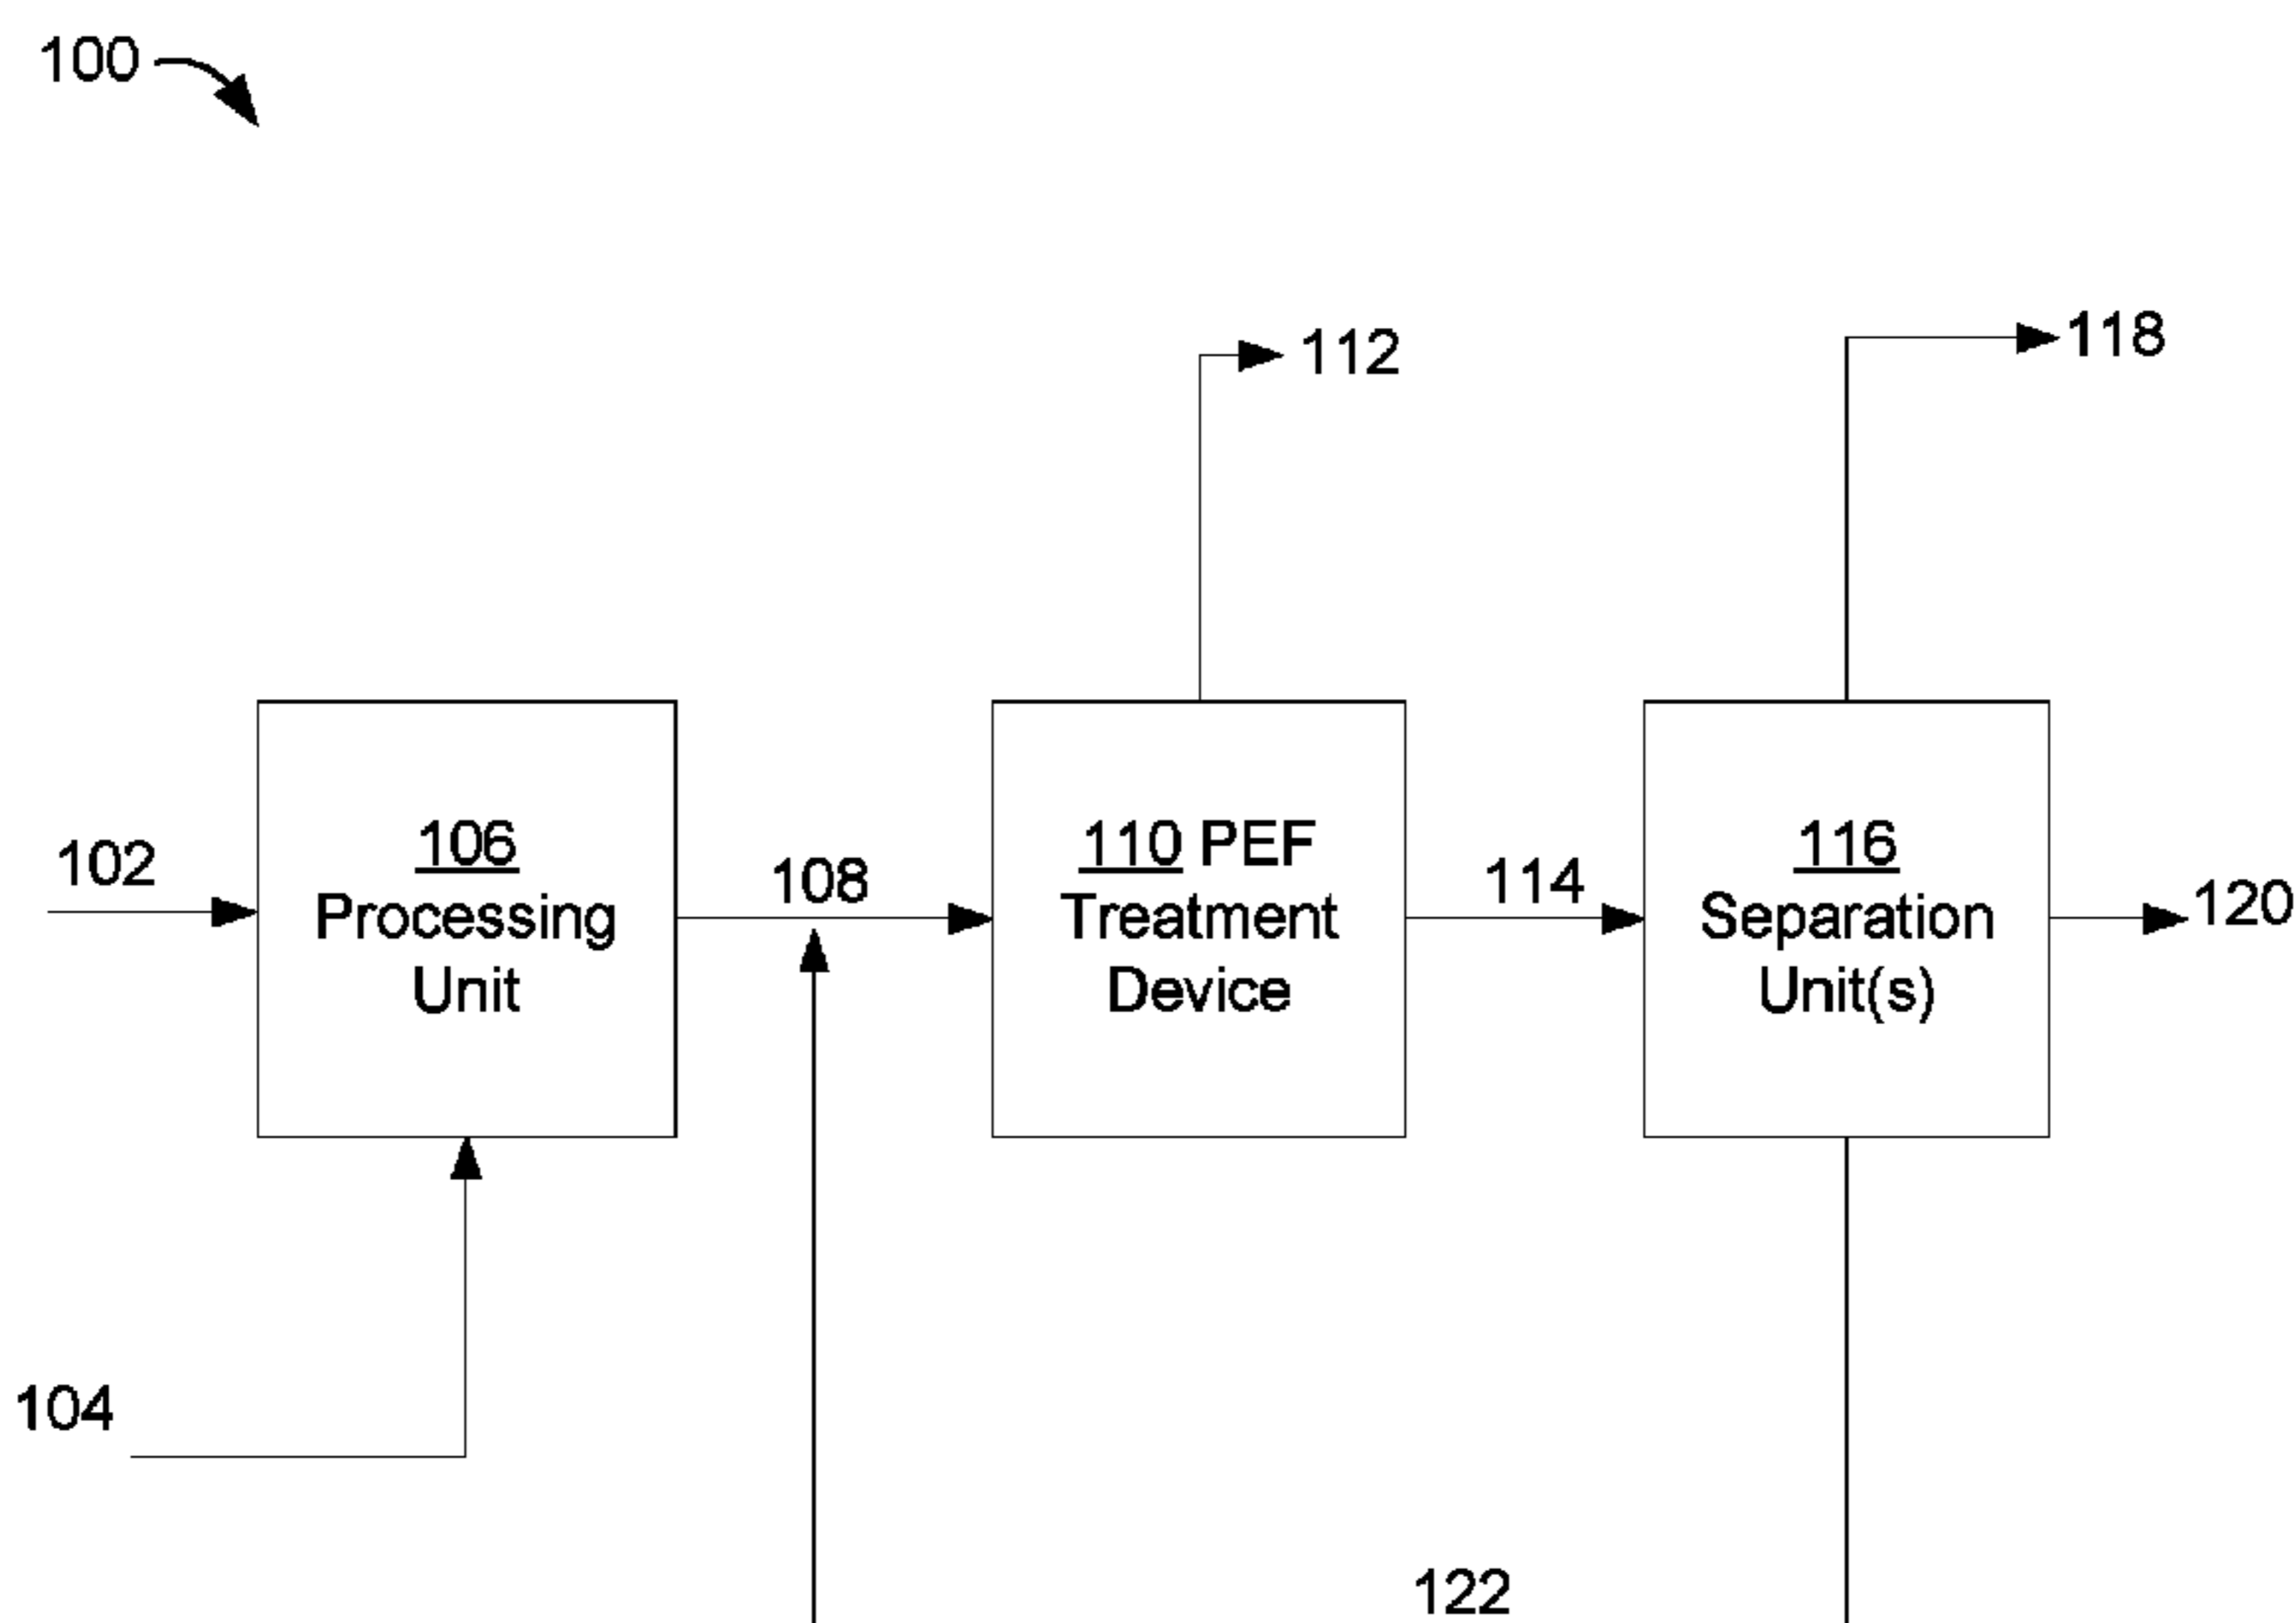 100
112
118
102
106
Processing
Unit
108
110 PEF
Treatment
Device
114
116
Separation
Unit(s)
120
104
122